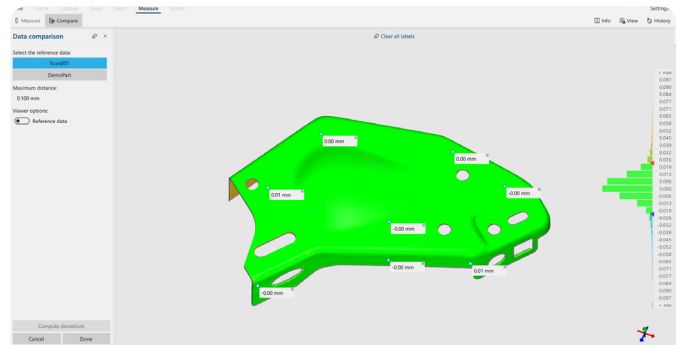 Home Capture Align Mesh Measure Model
Settings
Measure Compare
Info View History
Data comparison
Clear all labels
Select the reference data:
Scan001
DemoPart
Maximum distance:
0.100 mm
Viewer options:
Reference data
0.00 mm
0.00 mm
0.01 mm
-0.00 mm
-0.00 mm
-0.00 mm
0.01 mm
-0.00 mm
> max
0.097
0.090
0.084
0.077
0.071
0.065
0.058
0.052
0.045
0.039
0.032
0.026
0.019
0.013
0.006
0.000
-0.006
-0.013
-0.019
-0.026
-0.032
-0.039
-0.045
-0.052
-0.058
-0.065
-0.071
-0.077
-0.084
-0.090
-0.097
< min
Compute deviations
Cancel Done